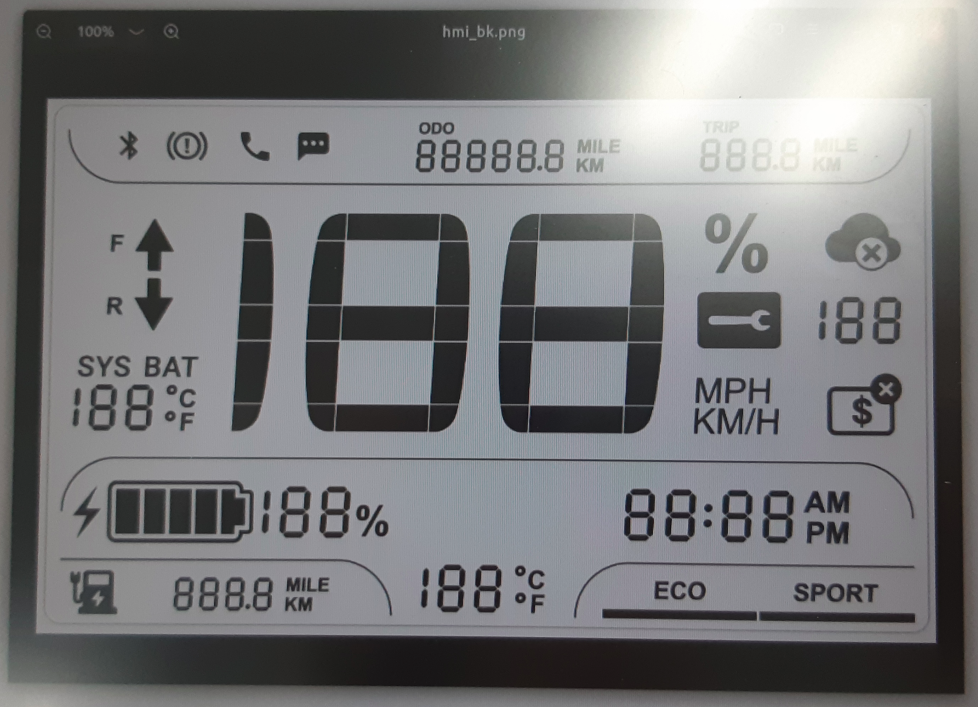 100%
hmi_bk.png
ODO
88888.8 MILE
KM
TRIP
888.8 MILE
KM
F
R
188
%
188
SYS BAT
188 °C
°F
MPH
KM/H
$
188%
88:88 AM
PM
888.8 MILE
KM
188 °C
°F
ECO
SPORT